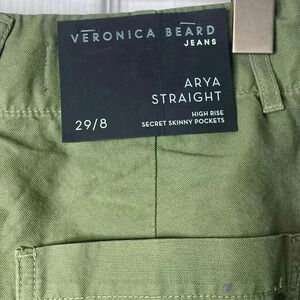 VERONICA BEARD
JEANS
ARYA
STRAIGHT
29/8
HIGH RISE
SECRET SKINNY POCKETS